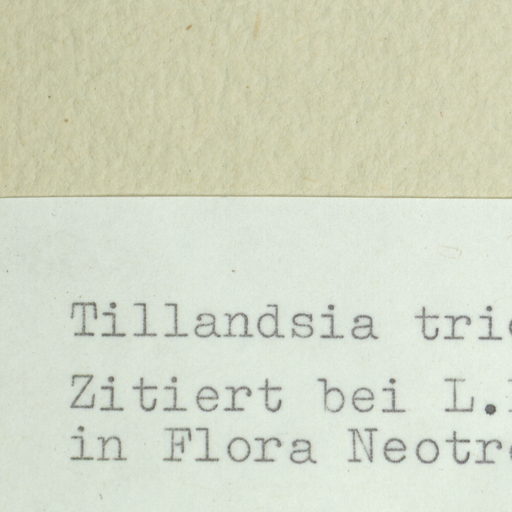 Tillandsia tri
Zitiert bei L.
in Flora Neotr